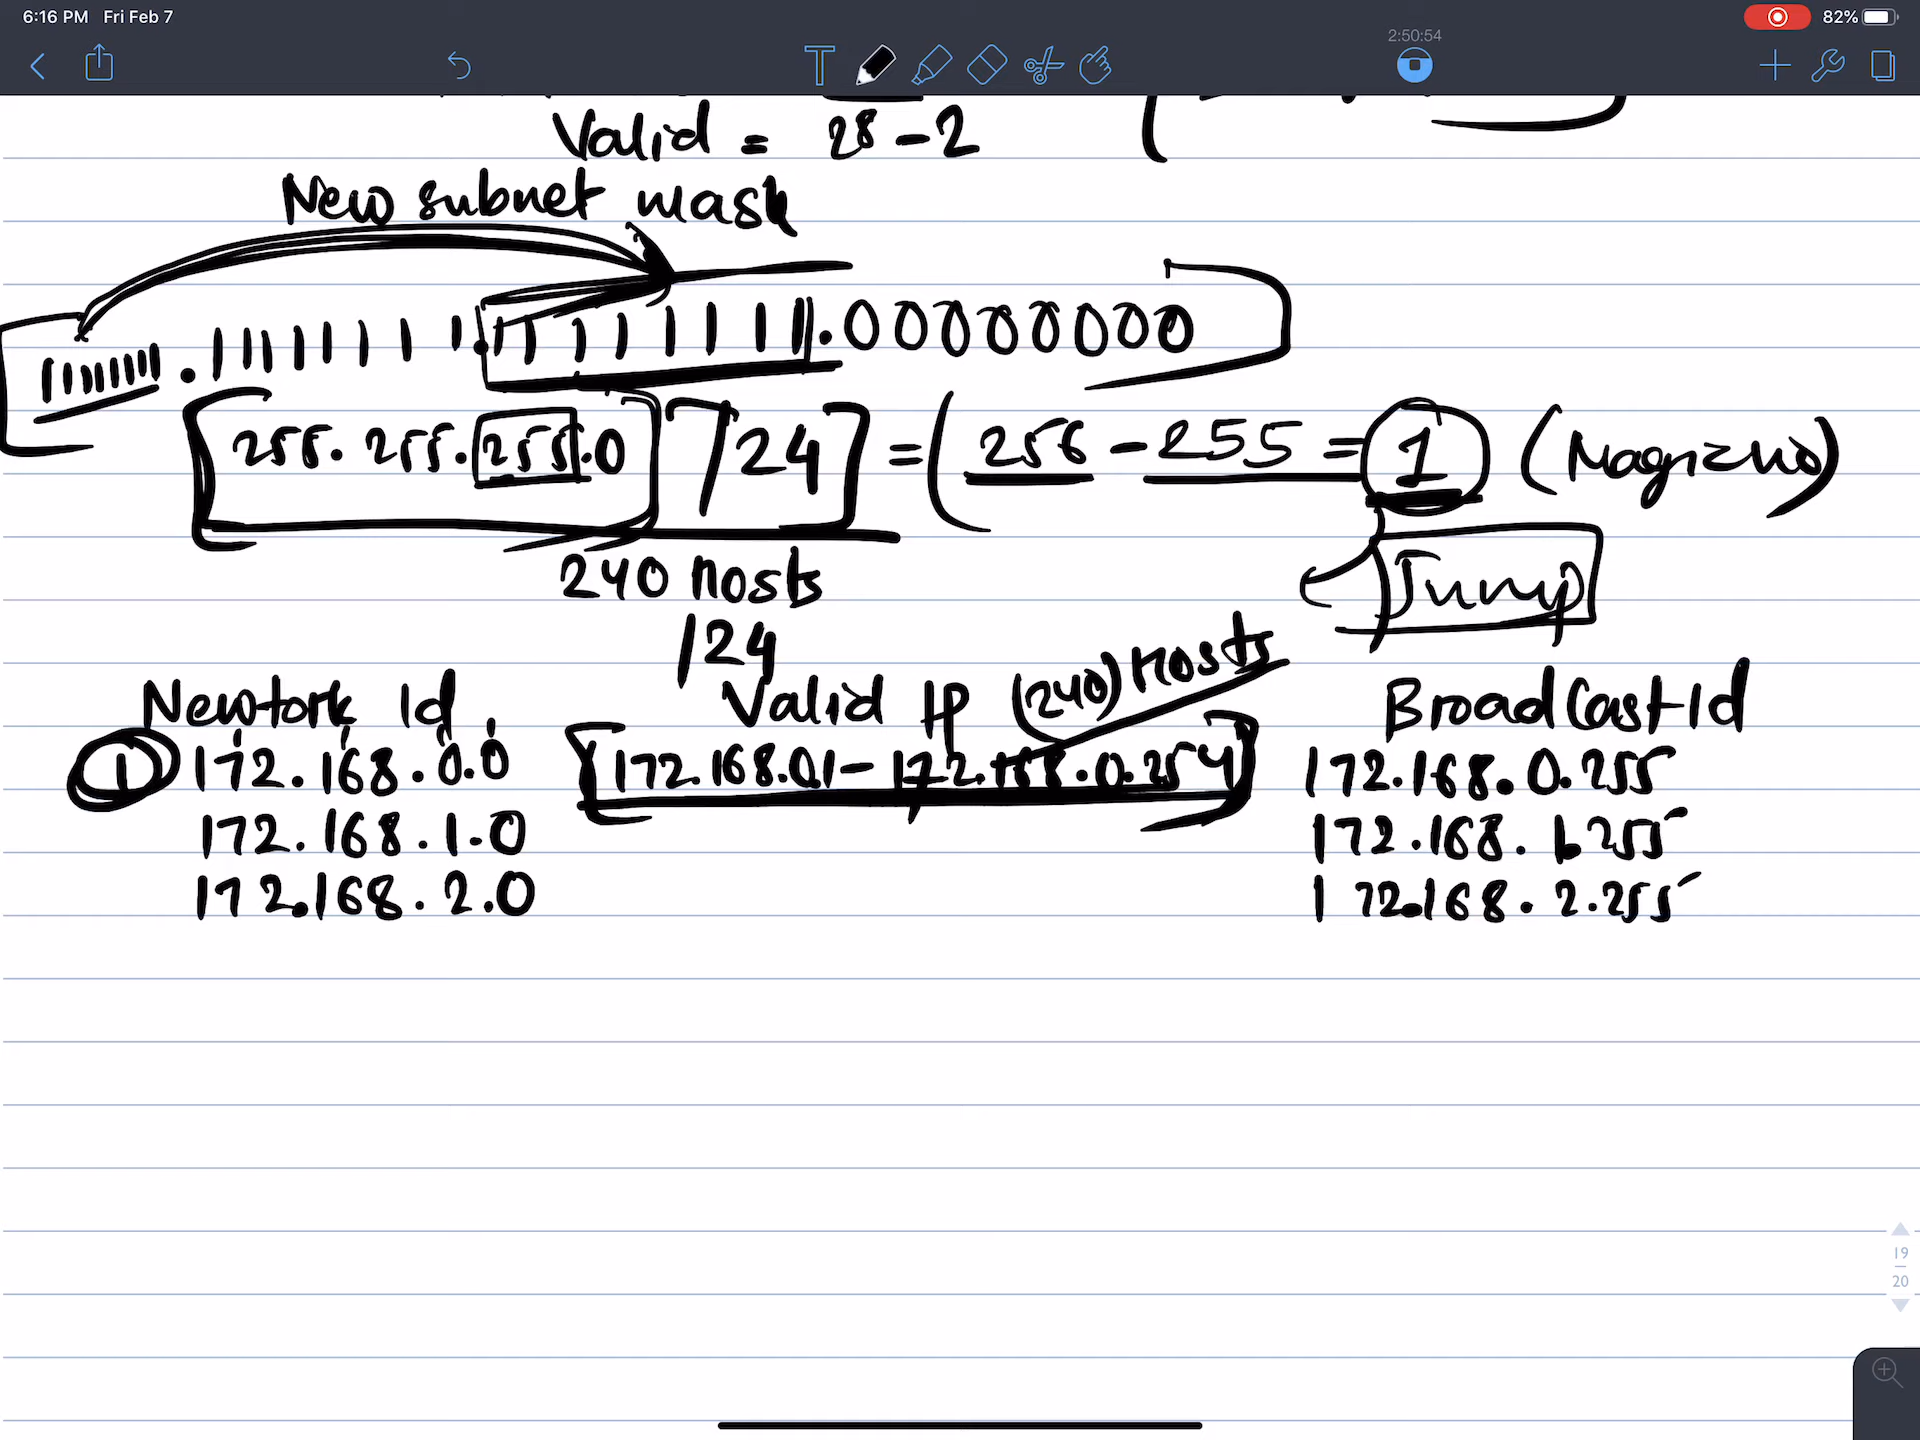 6:16 PM Fri Feb 7
82%
2:50:54
T
Valid = 2⁸-2
New subnet mask
11111111.11111111.11111111.00000000
255.255.255.0 /24 = (256-255=1 (Magic no)
Jump
240 hosts
/24
Newtork Id Valid IP (240) Hosts BroadCast Id
1 172.168.0.0 172.168.0.1-172.168.0.254 172.168.0.255
172.168.1.0 172.168.1.255
172.168.2.0 172.168.2.255
19
20